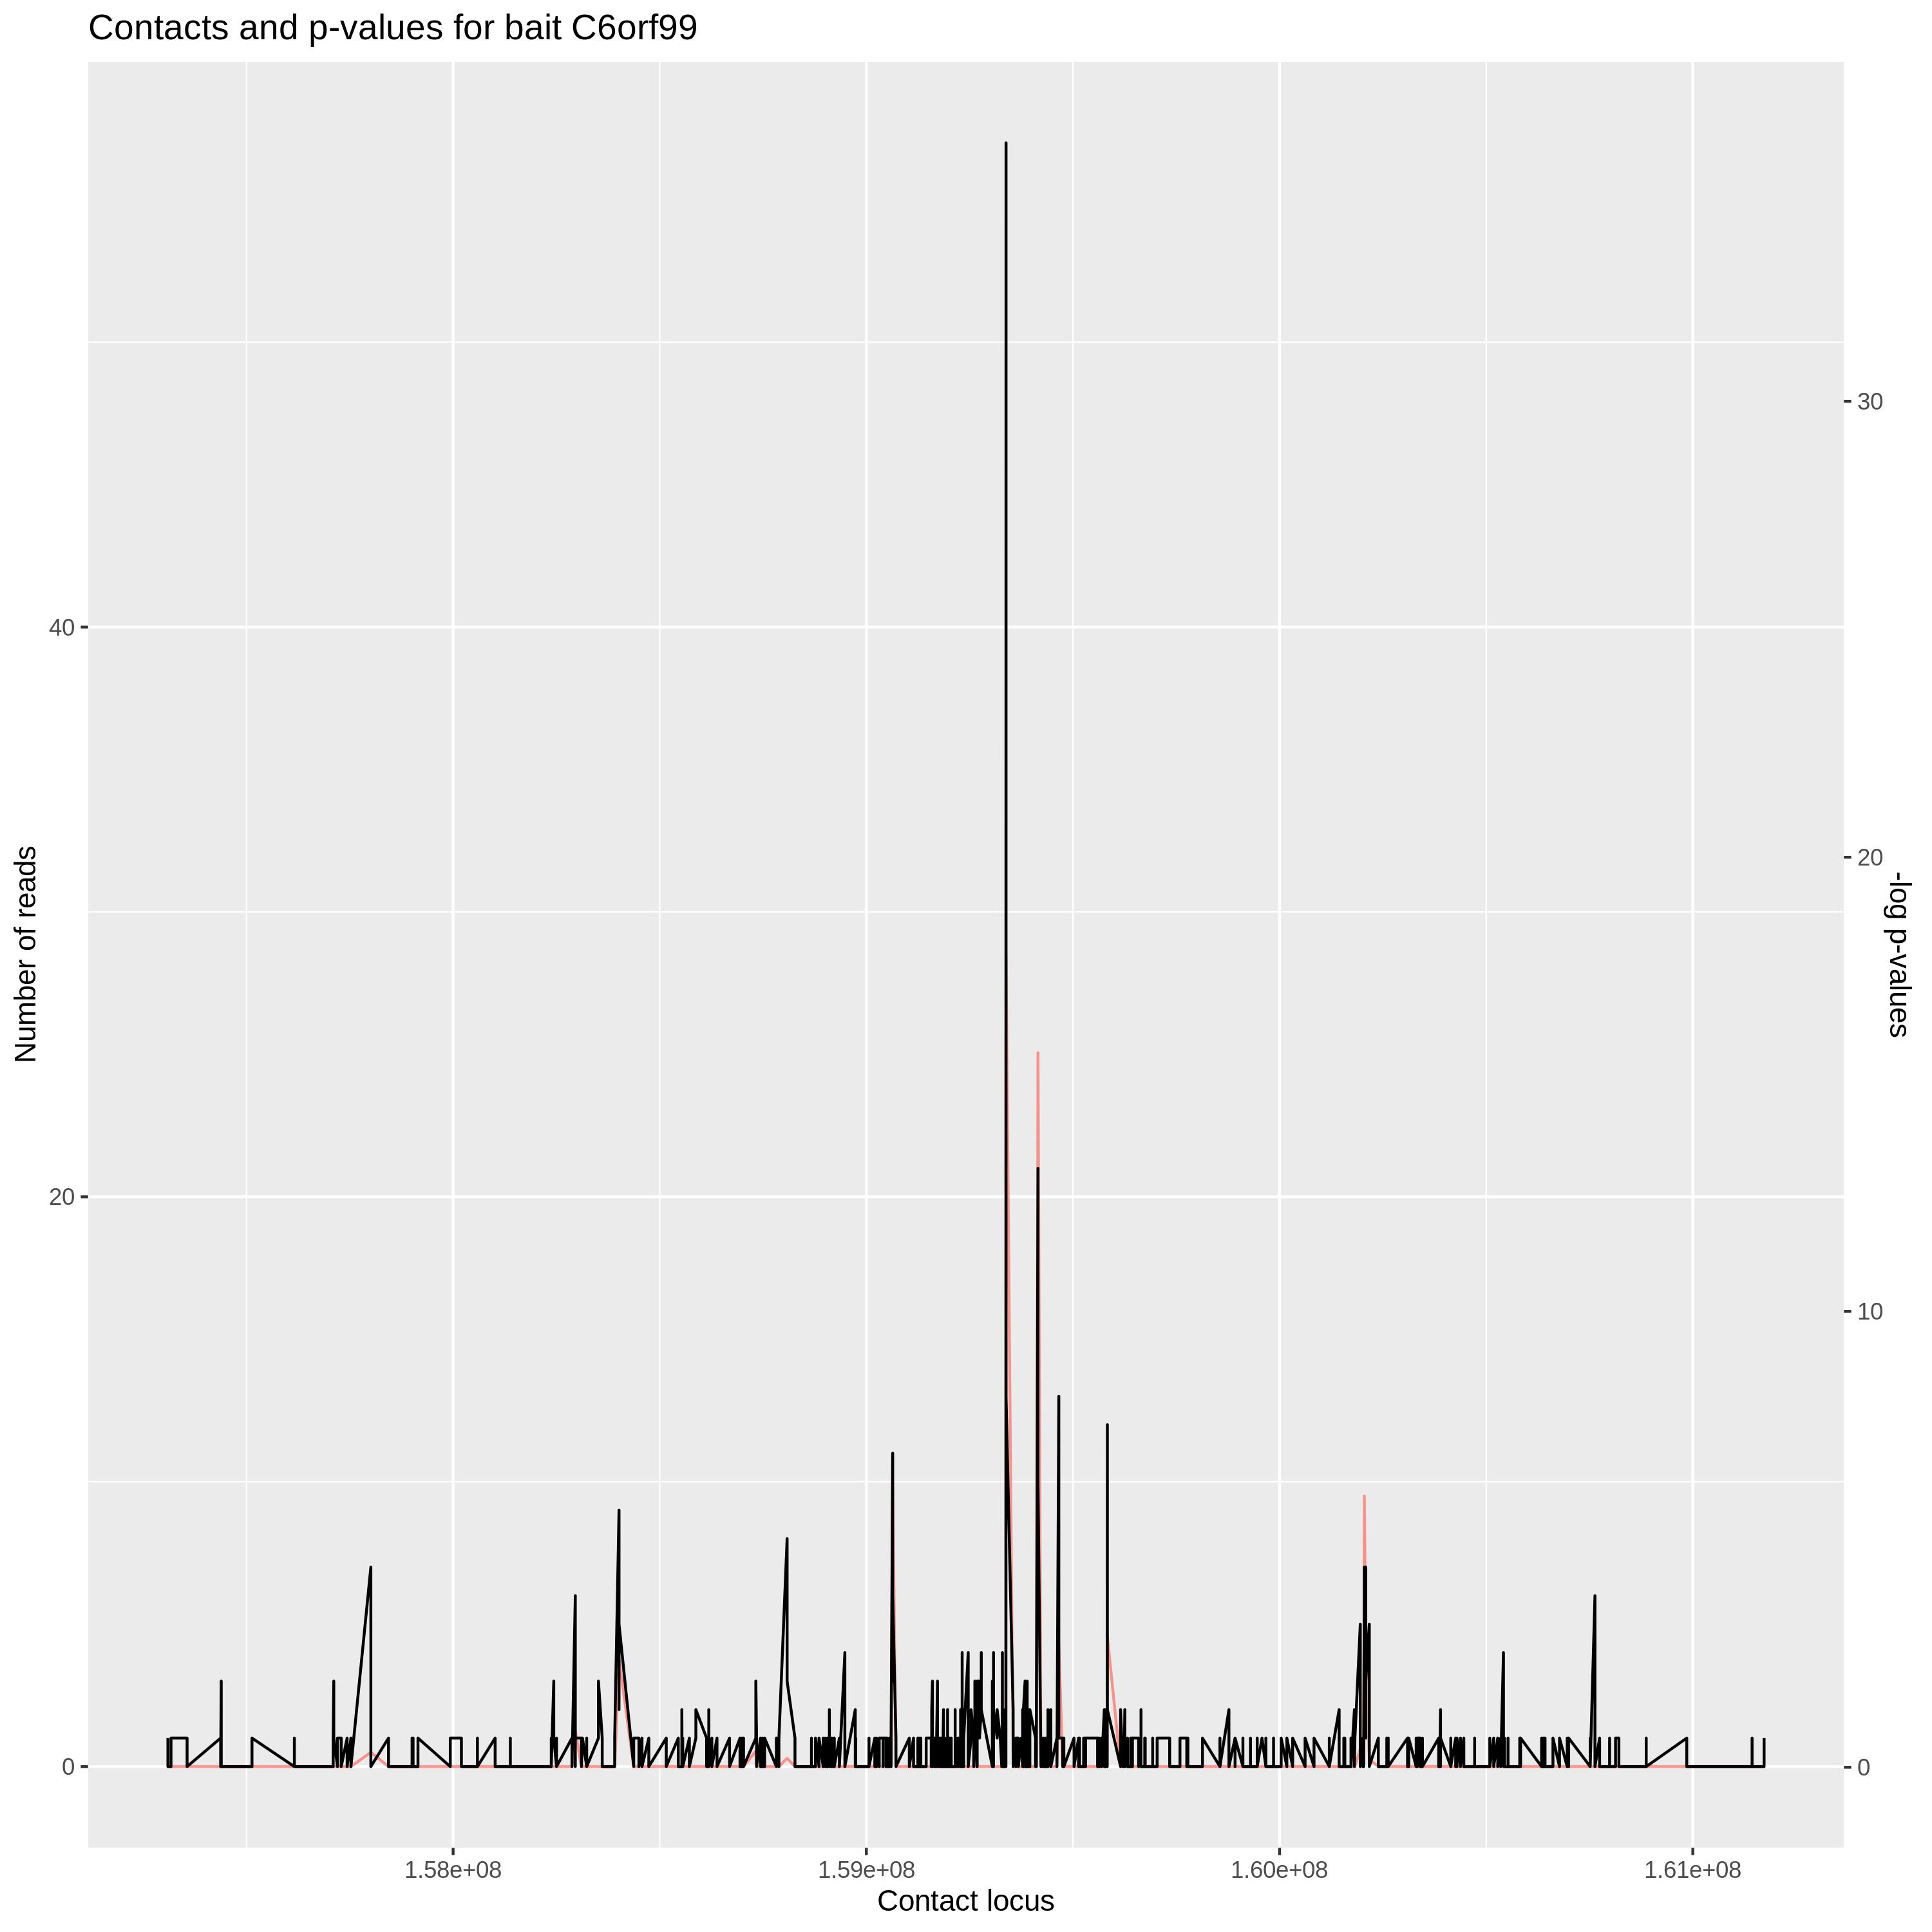 Contacts and p-values for bait C6orf99
Number of reads
40
20
0
30
20
10
0
-log p-values
1.58e+08
1.59e+08
1.60e+08
1.61e+08
Contact locus